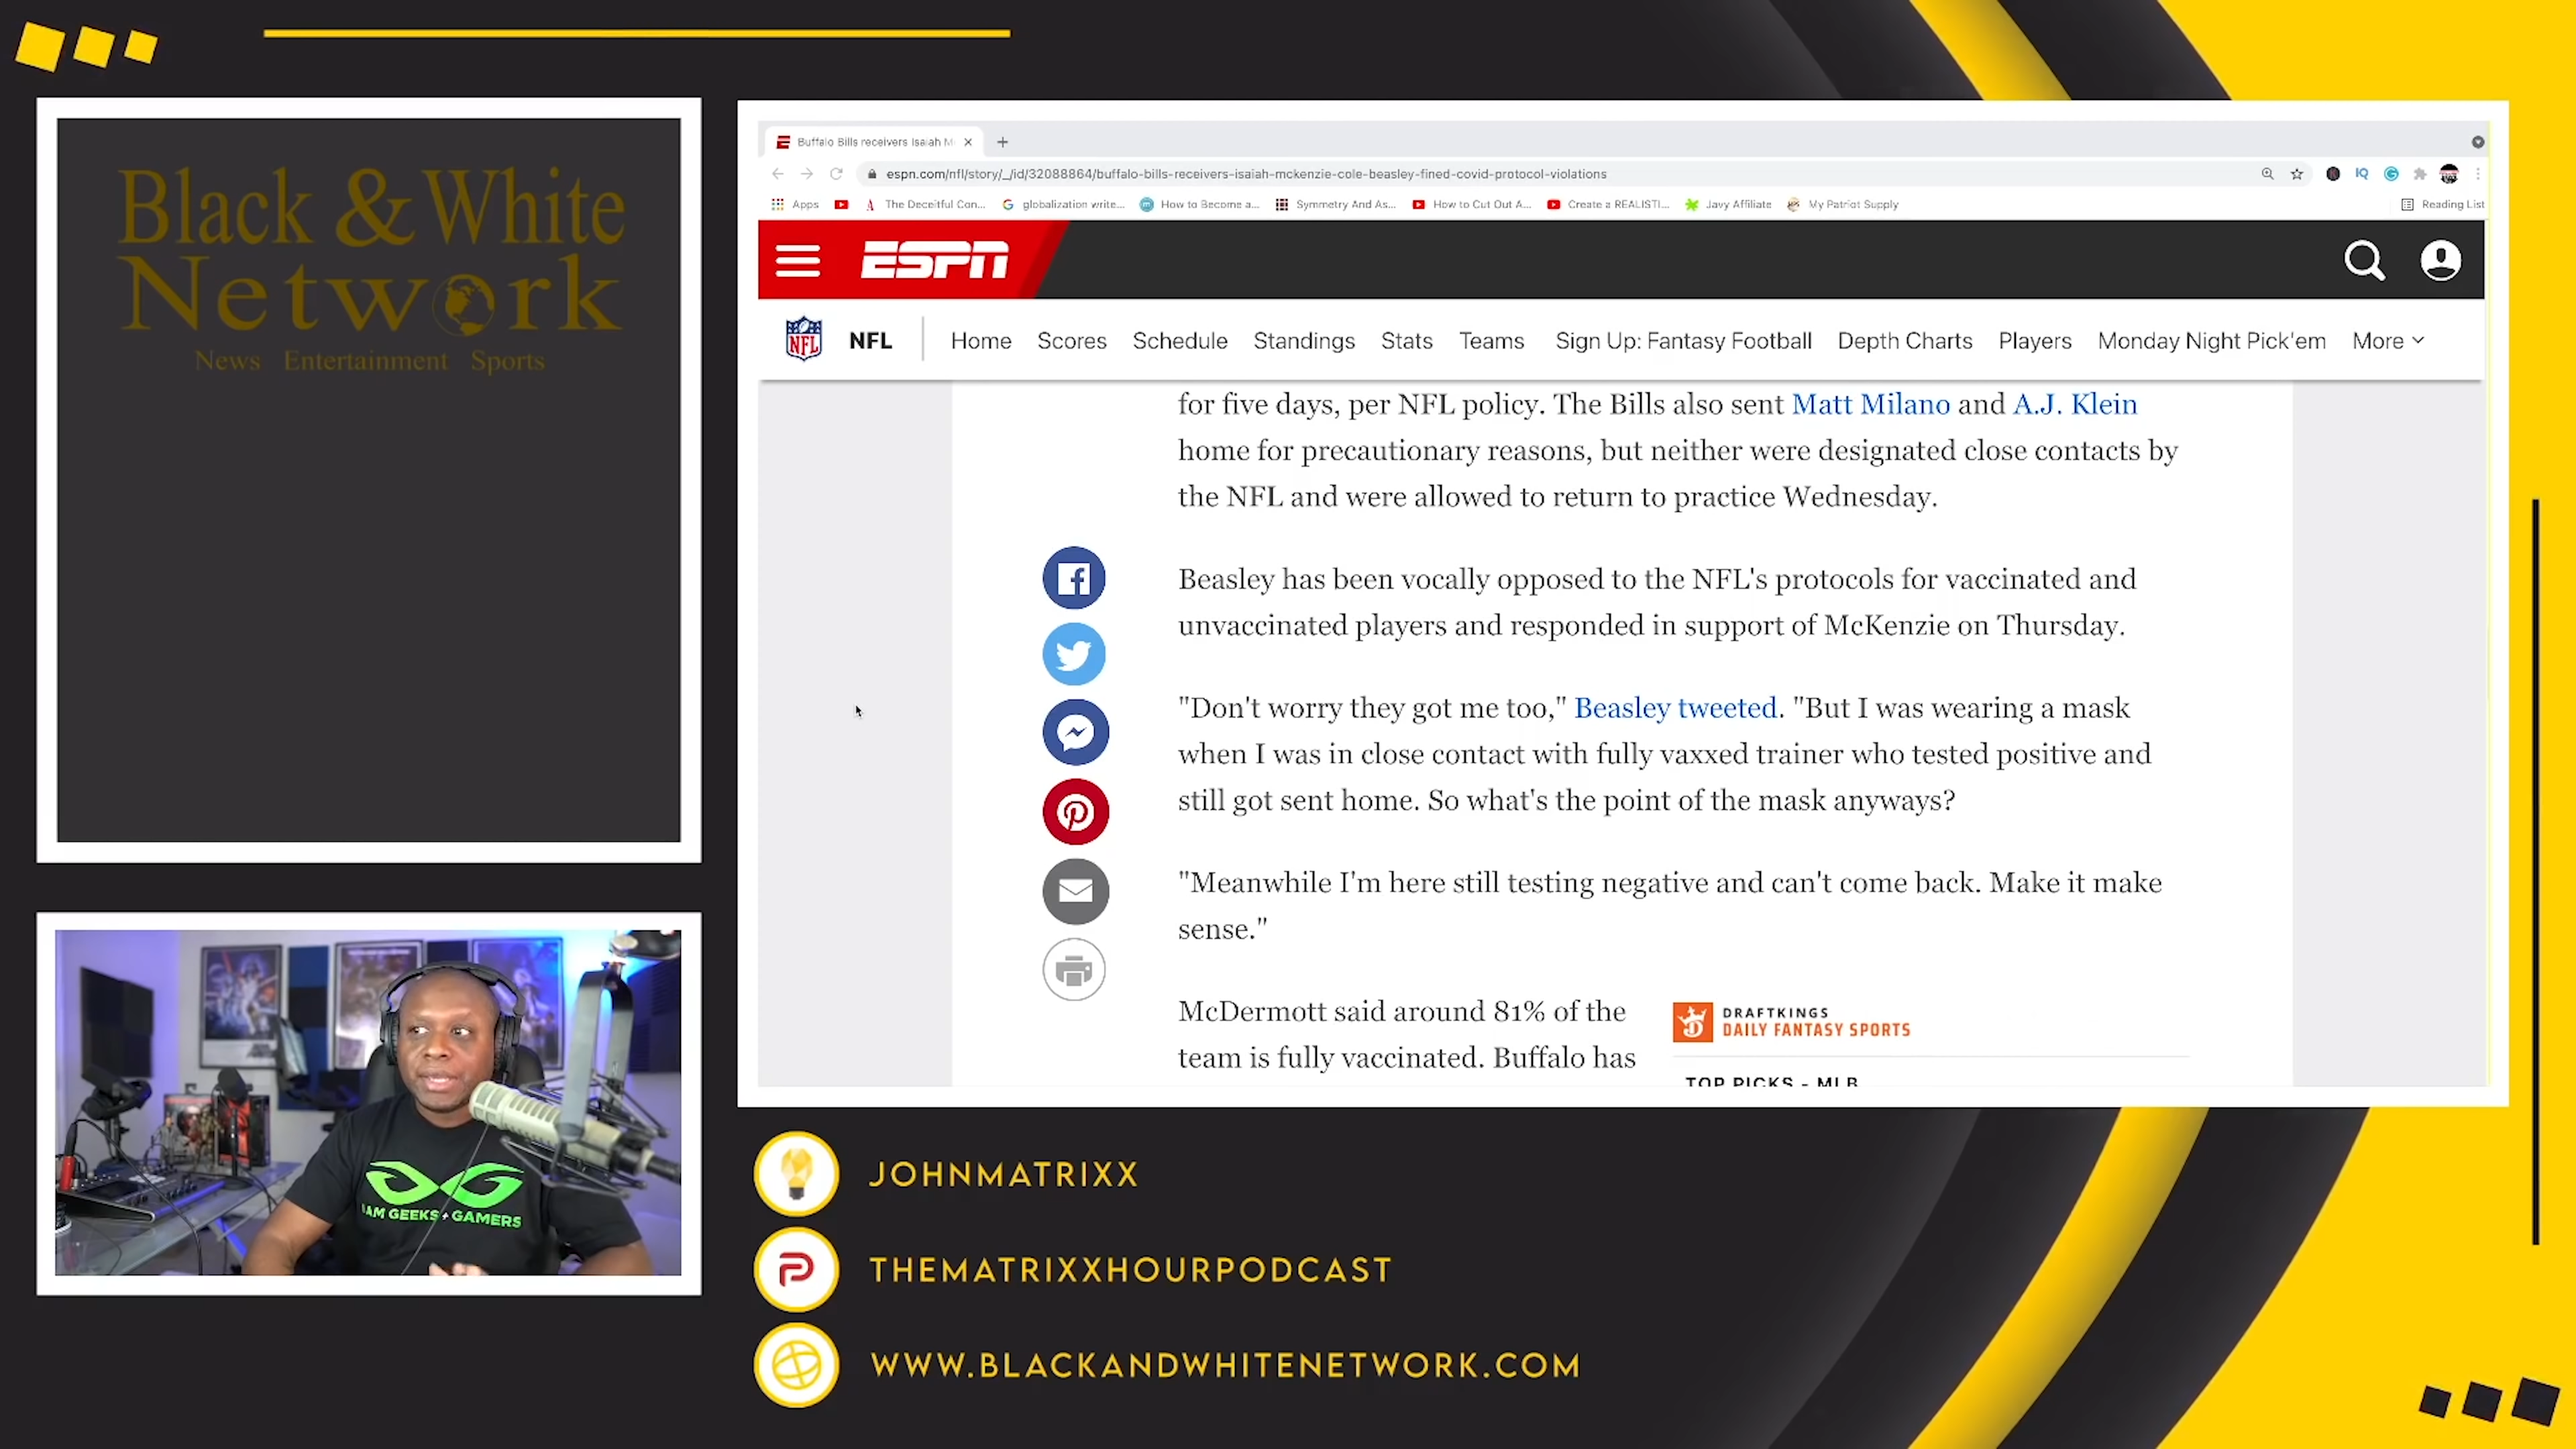 Black & White
Network
News Entertainment Sports
Buffalo Bills receivers Isaiah M
espn.com/nfl/story/_/id/32088864/buffalo-bills-receivers-isaiah-mckenzie-cole-beasley-fined-covid-protocol-violations
Apps The Deceitful Con... globalization write... How to Become a... Symmetry And As... How to Cut Out A... Create a REALISTI... Javy Affiliate My Patriot Supply Reading List
ESPN
NFL NFL Home Scores Schedule Standings Stats Teams Sign Up: Fantasy Football Depth Charts Players Monday Night Pick'em More
for five days, per NFL policy. The Bills also sent Matt Milano and A.J. Klein
home for precautionary reasons, but neither were designated close contacts by
the NFL and were allowed to return to practice Wednesday.
Beasley has been vocally opposed to the NFL's protocols for vaccinated and
unvaccinated players and responded in support of McKenzie on Thursday.
"Don't worry they got me too," Beasley tweeted. "But I was wearing a mask
when I was in close contact with fully vaxxed trainer who tested positive and
still got sent home. So what's the point of the mask anyways?
"Meanwhile I'm here still testing negative and can't come back. Make it make
sense."
McDermott said around 81% of the
team is fully vaccinated. Buffalo has
DRAFTKINGS
DAILY FANTASY SPORTS
TOP PICKS - MLB
I AM GEEKS + GAMERS
JOHNMATRIXX
THEMATRIXXHOURPODCAST
WWW.BLACKANDWHITENETWORK.COM